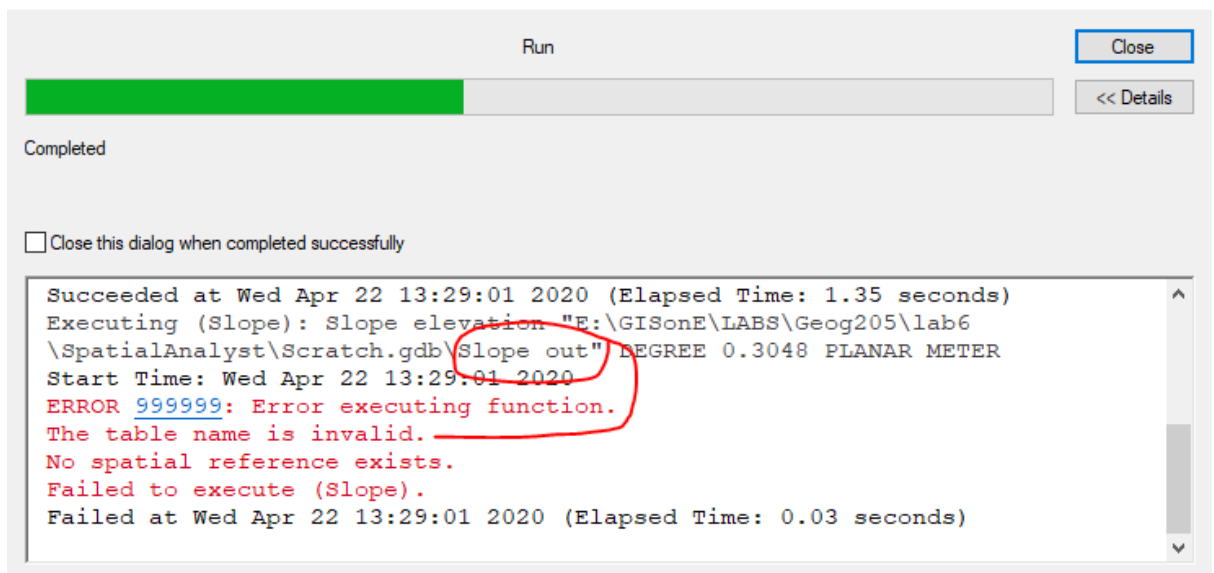 Run
Close
<< Details
Completed
Close this dialog when completed successfully
Succeeded at Wed Apr 22 13:29:01 2020 (Elapsed Time: 1.35 seconds)
Executing (Slope): Slope elevation "E:\GISonE\LABS\Geog205\lab6
\SpatialAnalyst\Scratch.gdb\Slope out" DEGREE 0.3048 PLANAR METER
Start Time: Wed Apr 22 13:29:01 2020
ERROR 999999: Error executing function.
The table name is invalid.
No spatial reference exists.
Failed to execute (Slope).
Failed at Wed Apr 22 13:29:01 2020 (Elapsed Time: 0.03 seconds)